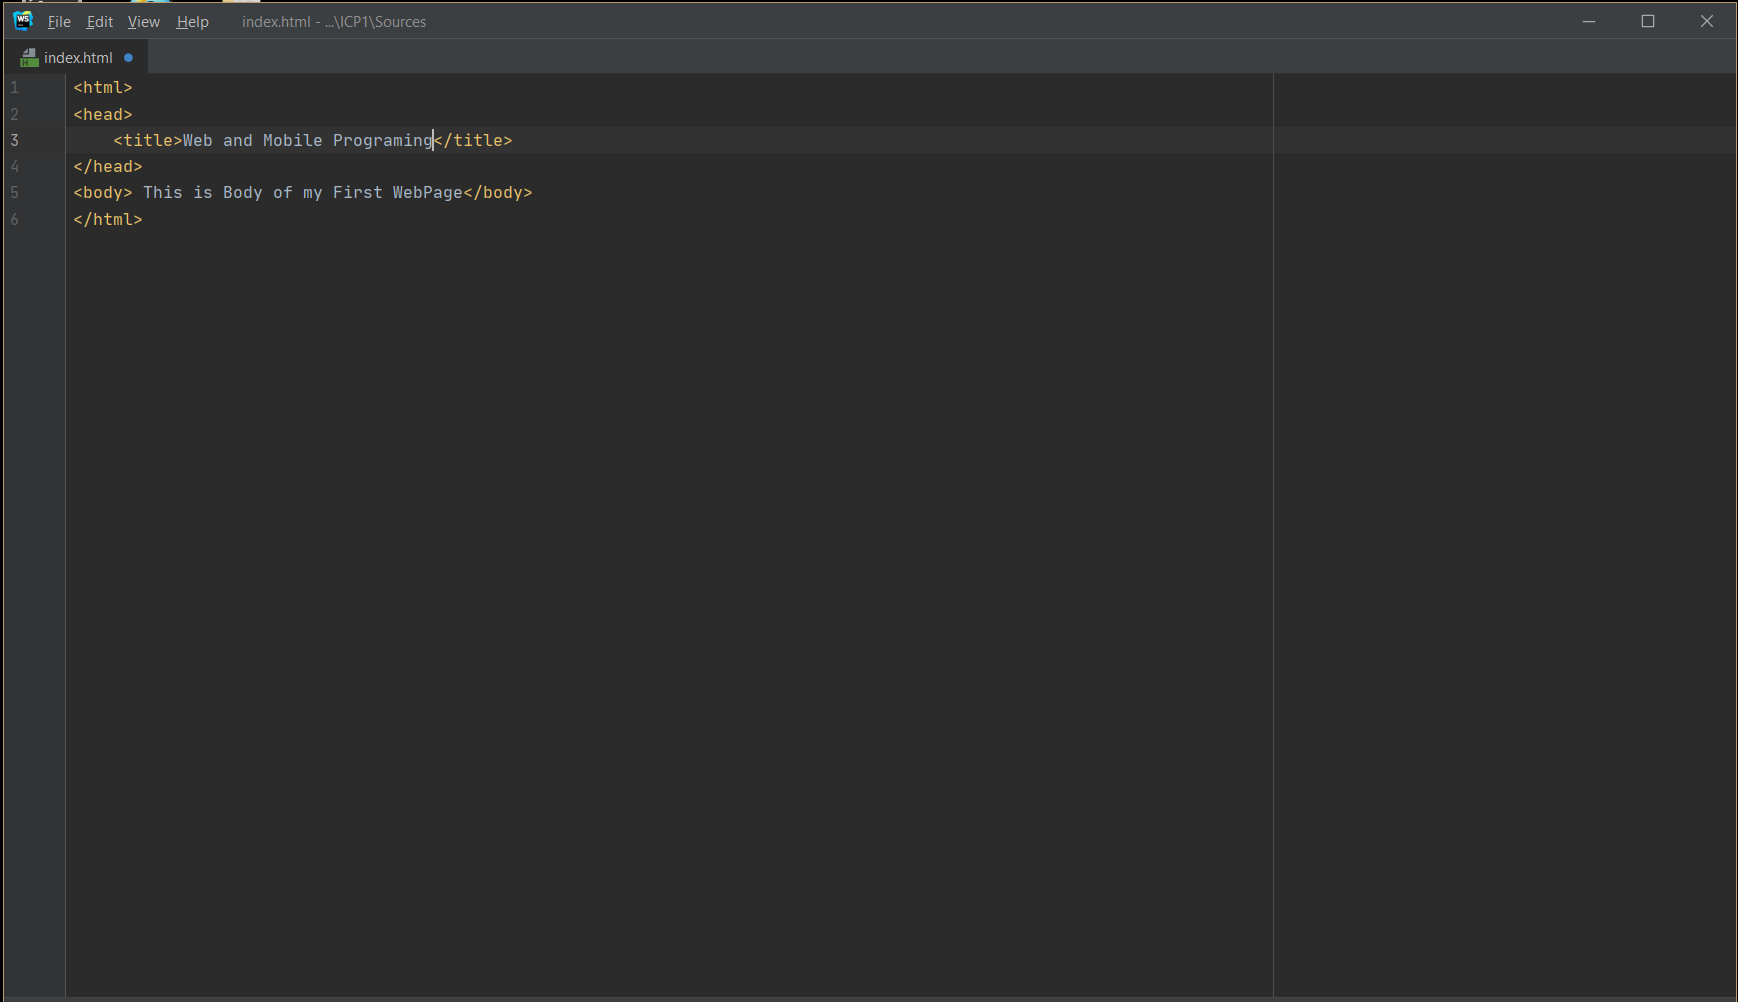 WS File Edit View Help index.html - ...\ICP1\Sources
H index.html
1 <html>
2 <head>
3     <title>Web and Mobile Programing</title>
4 </head>
5 <body> This is Body of my First WebPage</body>
6 </html>